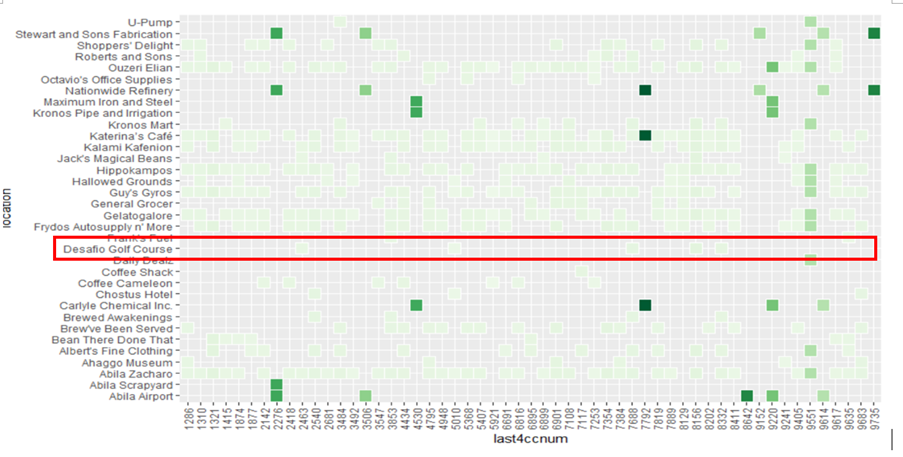 U-Pump
Stewart and Sons Fabrication
Shoppers' Delight
Roberts and Sons
Ouzeri Elian
Octavio's Office Supplies
Nationwide Refinery
Maximum Iron and Steel
Kronos Pipe and Irrigation
Kronos Mart
Katerina's Café
Kalami Kafenion
Jack's Magical Beans
Hippokampos
Hallowed Grounds
Guy's Gyros
General Grocer
Gelatogalore
Frydos Autosupply n' More
Frank's Fuel
Desafio Golf Course
Daily Dealz
Coffee Shack
Coffee Cameleon
Chostus Hotel
Carlyle Chemical Inc.
Brewed Awakenings
Brew've Been Served
Bean There Done That
Albert's Fine Clothing
Ahaggo Museum
Abila Zacharo
Abila Scrapyard
Abila Airport
location
1286 1310 1321 1415 1874 1877 2142 2276 2418 2463 2540 2681 3484 3492 3506 3547 3853 4434 4530 4795 4948 5010 5368 5407 5921 6691 6816 6895 6899 6901 7108 7117 7253 7354 7384 7688 7792 7819 7889 8129 8156 8202 8332 8411 8642 9152 9220 9241 9405 9551 9614 9617 9635 9683 9735
last4ccnum